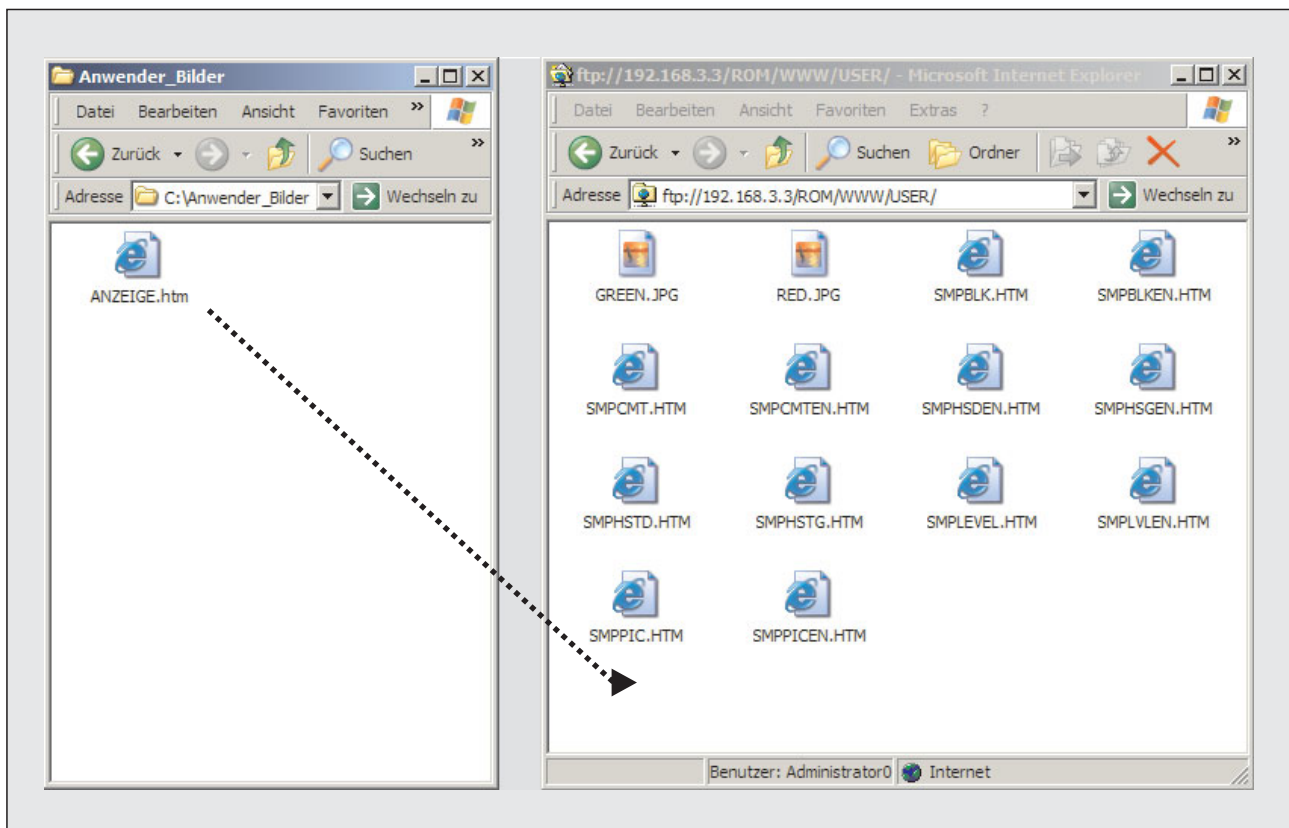 Anwender_Bilder
Datei Bearbeiten Ansicht Favoriten »
Zurück Suchen »
Adresse C:\Anwender_Bilder Wechseln zu
ANZEIGE.htm
ftp://192.168.3.3/ROM/WWW/USER/ - Microsoft Internet Explorer
Datei Bearbeiten Ansicht Favoriten Extras ?
Zurück Suchen Ordner »
Adresse ftp://192.168.3.3/ROM/WWW/USER/ Wechseln zu
GREEN.JPG RED.JPG SMPBLK.HTM SMPBLKEN.HTM
SMPCMT.HTM SMPCMTEN.HTM SMPHSDEN.HTM SMPHSGEN.HTM
SMPHSTD.HTM SMPHSTG.HTM SMPLEVEL.HTM SMPLVLEN.HTM
SMPPIC.HTM SMPPICEN.HTM
Benutzer: Administrator0 Internet